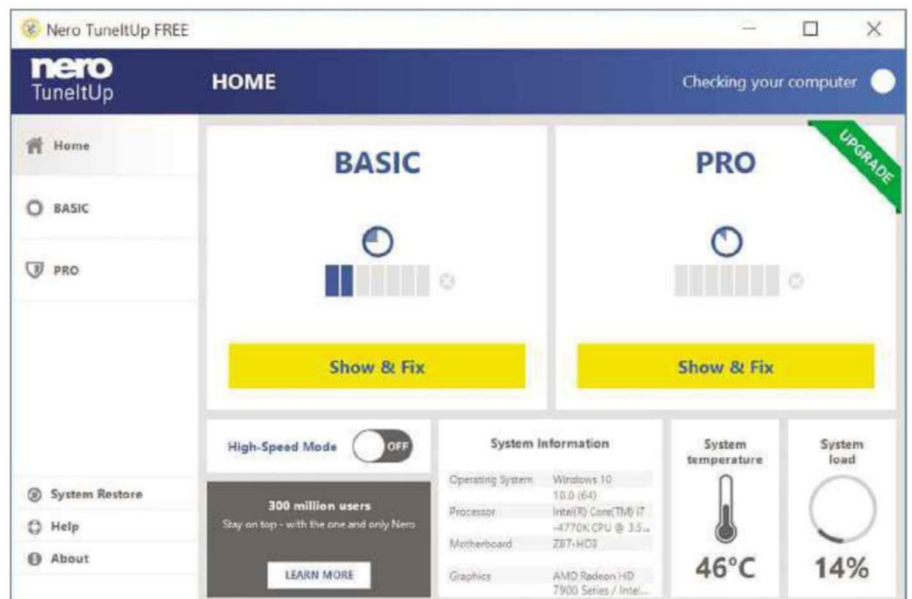 Nero TuneItUp FREE
nero
TuneItUp
HOME
Checking your computer
Home
BASIC
PRO
System Restore
Help
About
BASIC
Show & Fix
PRO
UPGRADE
Show & Fix
High-Speed Mode OFF
300 million users
Stay on top - with the one and only Nero
LEARN MORE
System Information
Operating System Windows 10
10.0 (64)
Processor Intel(R) Core(TM) i7
-4770K CPU @ 3.5...
Motherboard Z87-HD3
Graphics AMD Radeon HD
7900 Series / Intel...
System
temperature
46°C
System
load
14%